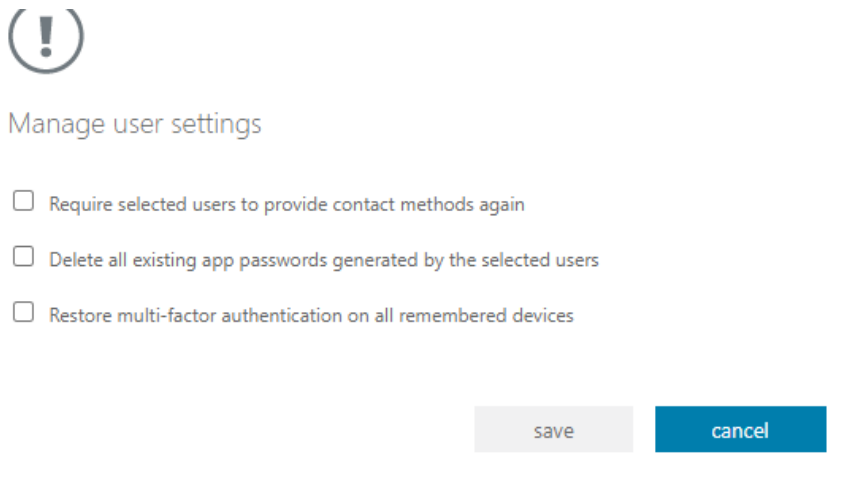 Manage user settings
Require selected users to provide contact methods again
Delete all existing app passwords generated by the selected users
Restore multi-factor authentication on all remembered devices
save
cancel